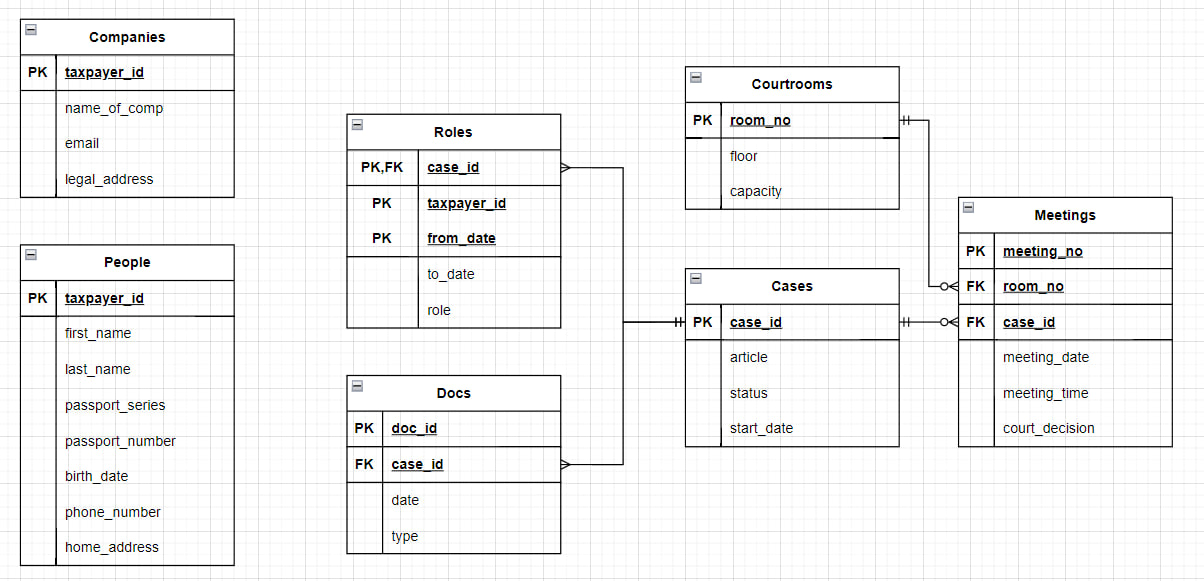 Companies
PK taxpayer_id
name_of_comp
email
legal_address
People
PK taxpayer_id
first_name
last_name
passport_series
passport_number
birth_date
phone_number
home_address
Roles
PK,FK case_id
PK taxpayer_id
PK from_date
to_date
role
Docs
PK doc_id
FK case_id
date
type
Courtrooms
PK room_no
floor
capacity
Cases
PK case_id
article
status
start_date
Meetings
PK meeting_no
FK room_no
FK case_id
meeting_date
meeting_time
court_decision